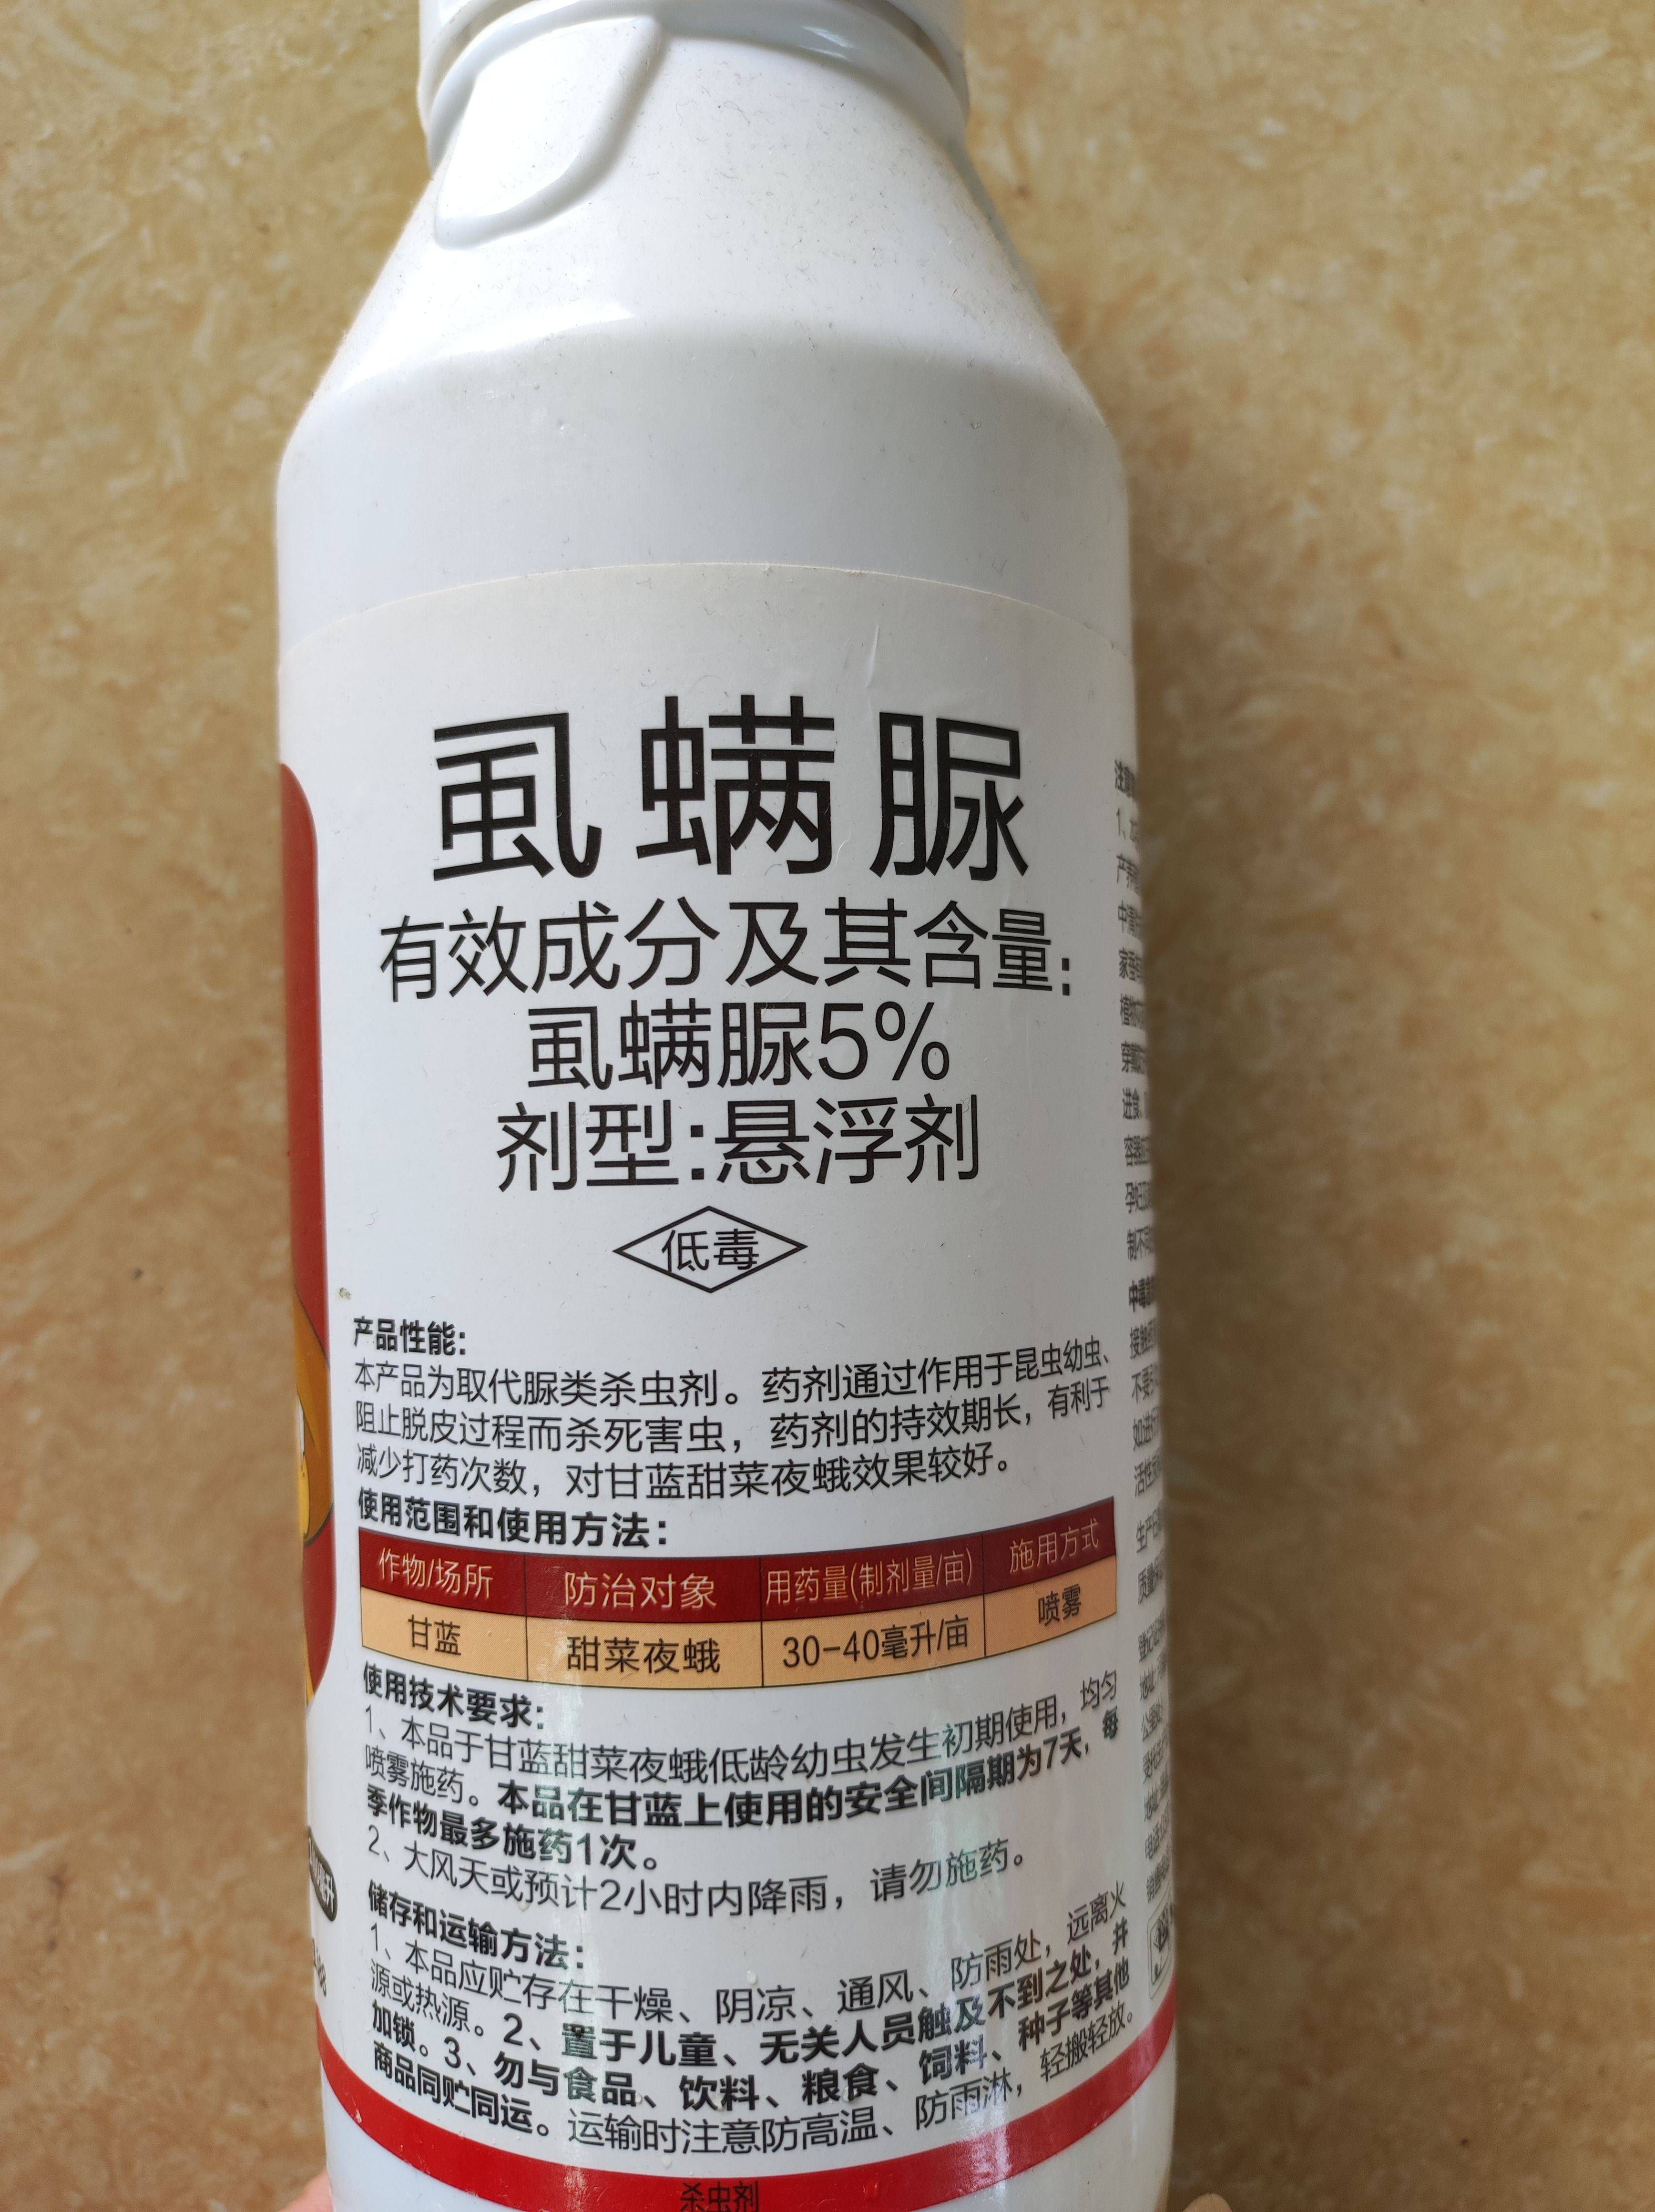 虱螨脲
有效成分及其含量:
虱螨脲5%
剂型:悬浮剂
低毒
产品性能:
本产品为取代脲类杀虫剂。药剂通过作用于昆虫幼虫、
阻止脱皮过程而杀死害虫，药剂的持效期长，有利于
减少打药次数，对甘蓝甜菜夜蛾效果较好。
使用范围和使用方法:
作物/场所 防治对象 用药量(制剂量/亩) 施用方式
甘蓝 甜菜夜蛾 30-40毫升/亩 喷雾
使用技术要求:
1、本品于甘蓝甜菜夜蛾低龄幼虫发生初期使用，均匀
喷雾施药。本品在甘蓝上使用的安全间隔期为7天，每
季作物最多施药1次。
2、大风天或预计2小时内降雨，请勿施药。
储存和运输方法:
1、本品应贮存在干燥、阴凉、通风、防雨处，远离火
源或热源。2、置于儿童、无关人员触及不到之处，并
加锁。3、勿与食品、饮料、粮食、饲料、种子等其他
商品同贮同运。运输时注意防高温、防雨淋，轻搬轻放。
杀虫剂